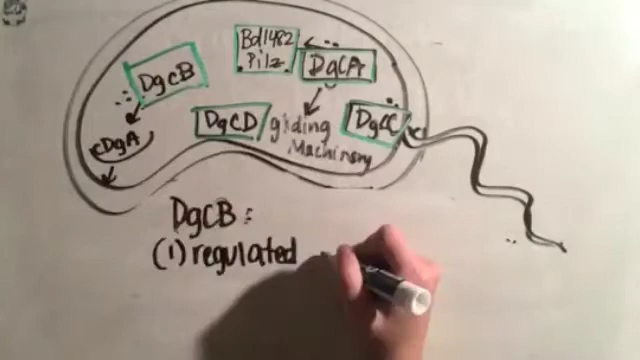 Bd1482
Pilz
DgcA
DgcB
cDgA
DgcD
gliding
Machinery
DgcC
DgcB:
(1) regulated